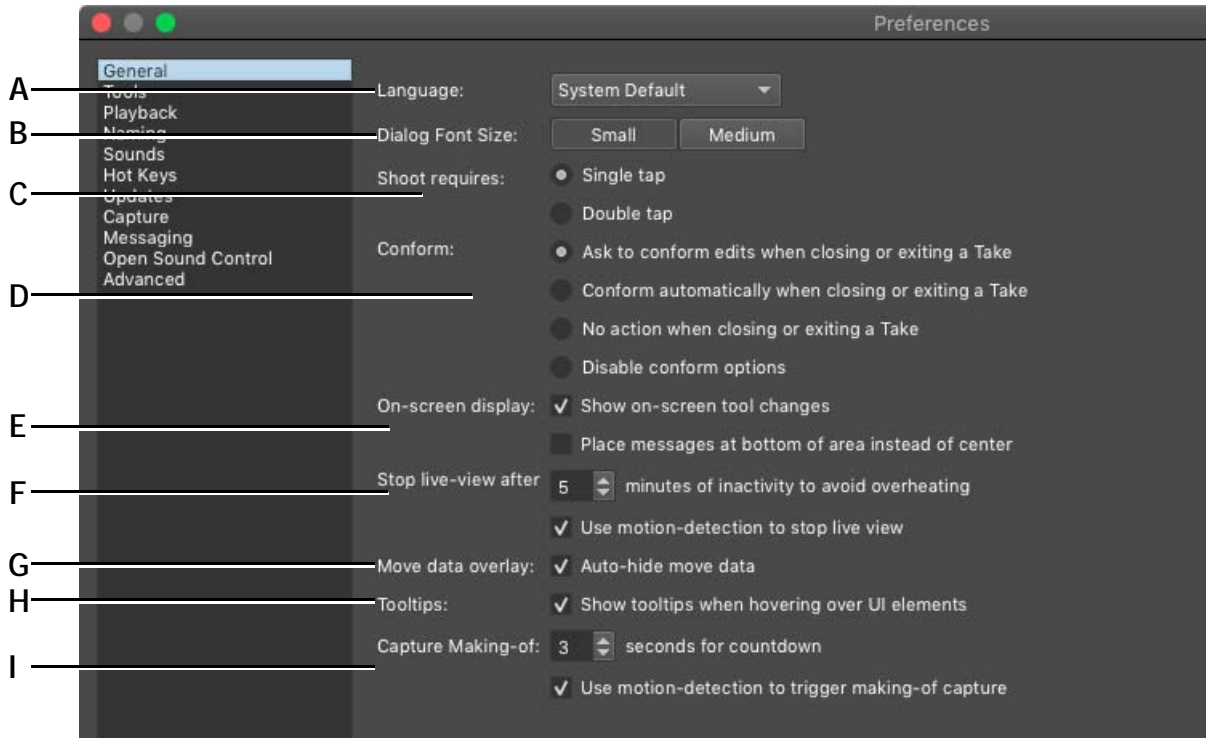 Preferences
General
Tools
Playback
Naming
Sounds
Hot Keys
Updates
Capture
Messaging
Open Sound Control
Advanced
A
Language: System Default
B
Dialog Font Size: Small Medium
C
Shoot requires: Single tap
Double tap
D
Conform: Ask to conform edits when closing or exiting a Take
Conform automatically when closing or exiting a Take
No action when closing or exiting a Take
Disable conform options
E
On-screen display: Show on-screen tool changes
Place messages at bottom of area instead of center
F
Stop live-view after 5 minutes of inactivity to avoid overheating
Use motion-detection to stop live view
G
Move data overlay: Auto-hide move data
H
Tooltips: Show tooltips when hovering over UI elements
I
Capture Making-of: 3 seconds for countdown
Use motion-detection to trigger making-of capture